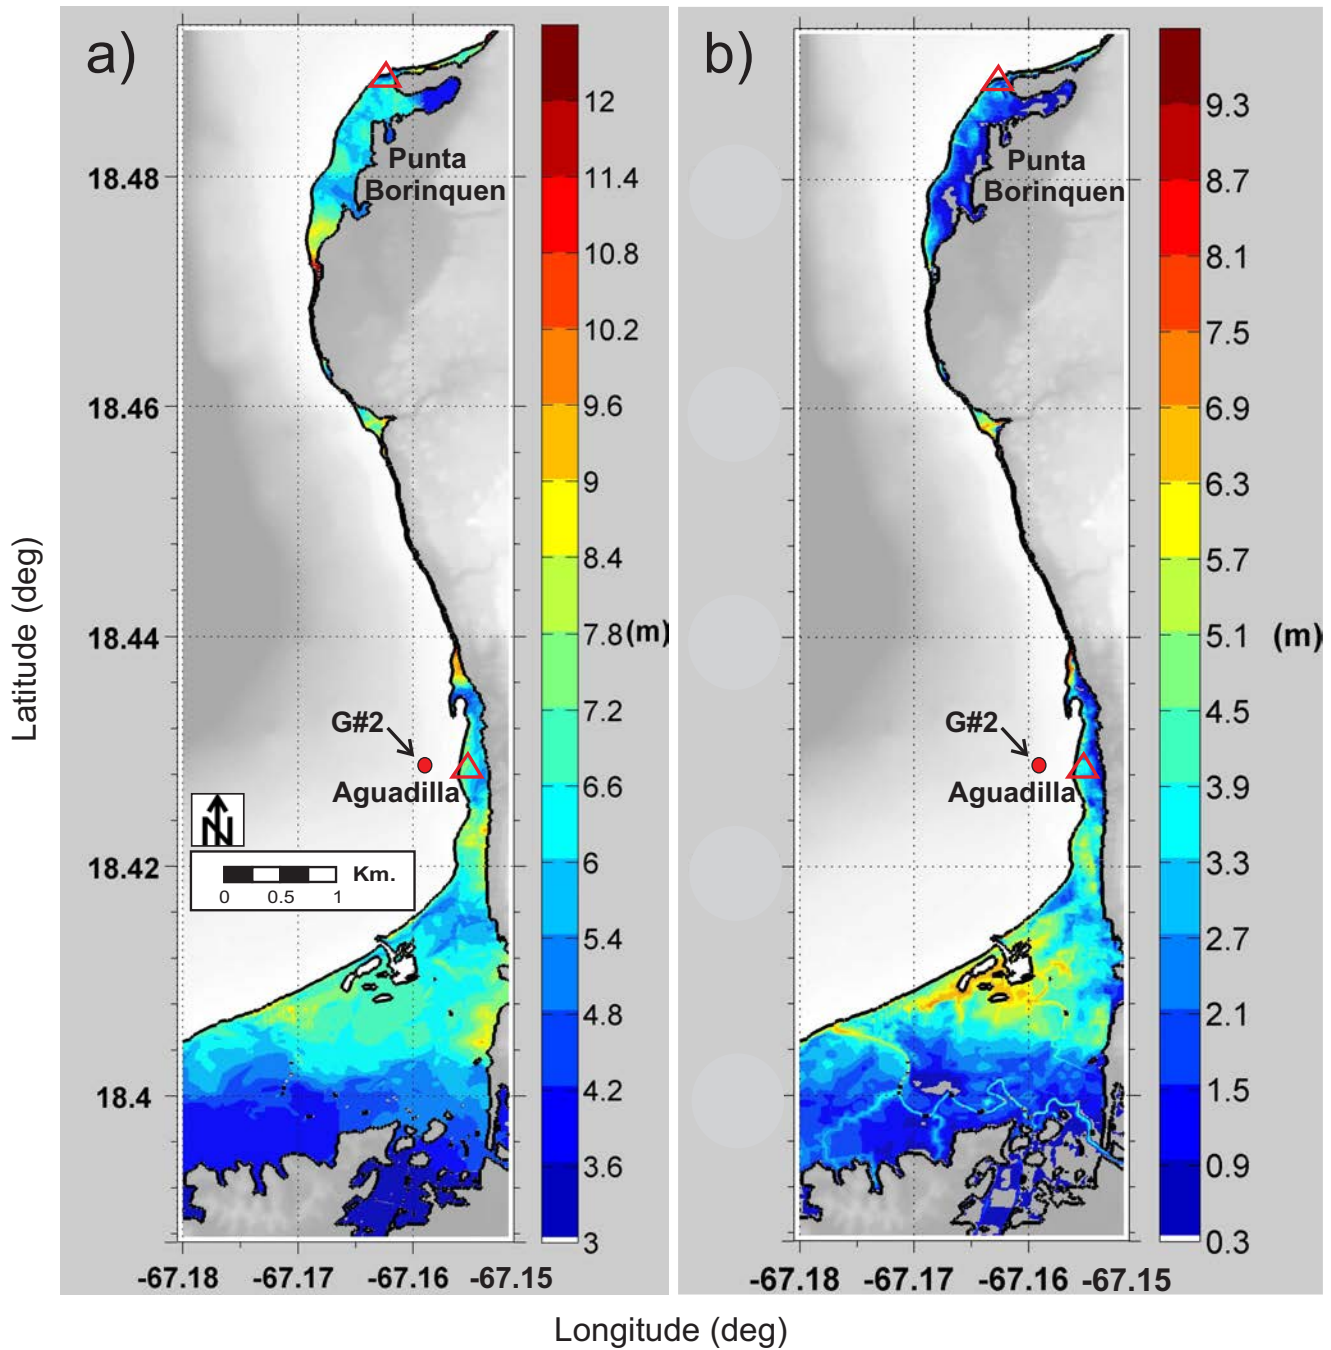 a)
Punta
Borinquen
18.48
18.46
18.44
18.42
18.4
Latitude (deg)
G#2
Aguadilla
N
Km.
0 0.5 1
12
11.4
10.8
10.2
9.6
9
8.4
7.8 (m)
7.2
6.6
6
5.4
4.8
4.2
3.6
3
-67.18 -67.17 -67.16 -67.15
b)
Punta
Borinquen
G#2
Aguadilla
9.3
8.7
8.1
7.5
6.9
6.3
5.7
5.1 (m)
4.5
3.9
3.3
2.7
2.1
1.5
0.9
0.3
-67.18 -67.17 -67.16 -67.15
Longitude (deg)